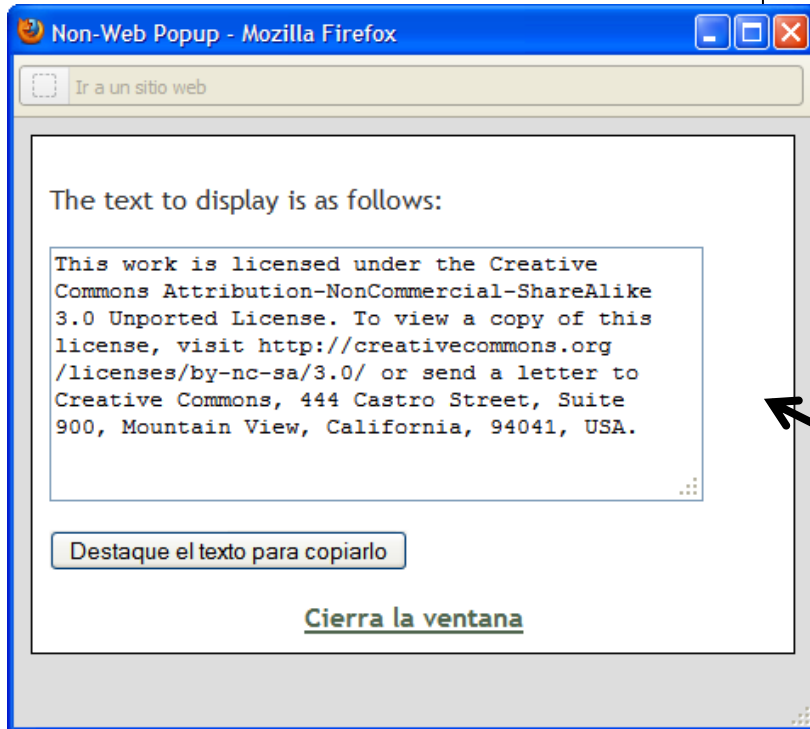 Non-Web Popup - Mozilla Firefox
Ir a un sitio web
The text to display is as follows:
This work is licensed under the Creative
Commons Attribution-NonCommercial-ShareAlike
3.0 Unported License. To view a copy of this
license, visit http://creativecommons.org
/licenses/by-nc-sa/3.0/ or send a letter to
Creative Commons, 444 Castro Street, Suite
900, Mountain View, California, 94041, USA.
Destaque el texto para copiarlo
Cierra la ventana